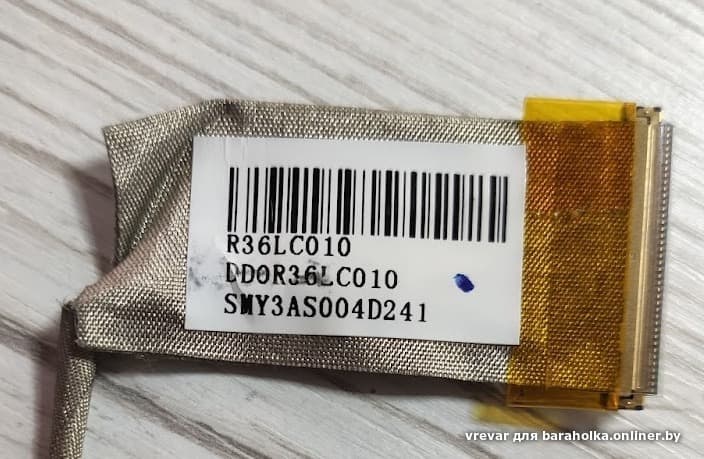 R36LC010
DD0R36LC010
SMY3AS004D241
vrevar для baraholka.onliner.by